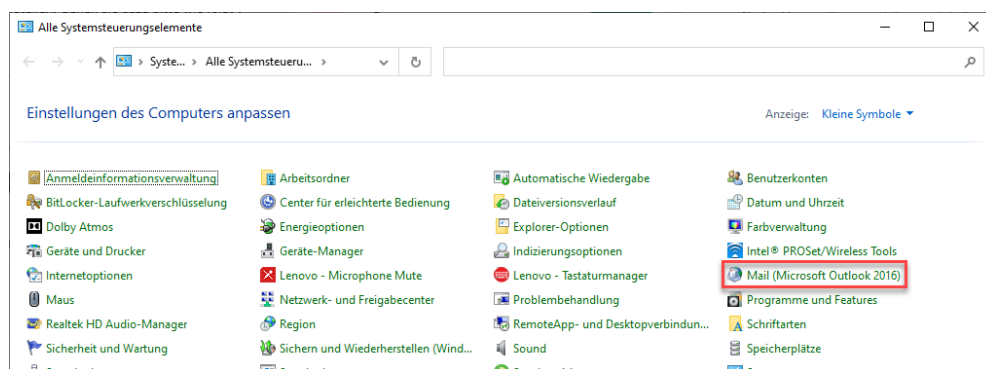 Alle Systemsteuerungselemente
Syste... › Alle Systemsteueru... ›
Einstellungen des Computers anpassen
Anzeige: Kleine Symbole
Anmeldeinformationsverwaltung Arbeitsordner Automatische Wiedergabe Benutzerkonten
BitLocker-Laufwerkverschlüsselung Center für erleichterte Bedienung Dateiversionsverlauf Datum und Uhrzeit
Dolby Atmos Energieoptionen Explorer-Optionen Farbverwaltung
Geräte und Drucker Geräte-Manager Indizierungsoptionen Intel® PROSet/Wireless Tools
Internetoptionen Lenovo - Microphone Mute Lenovo - Tastaturmanager Mail (Microsoft Outlook 2016)
Maus Netzwerk- und Freigabecenter Problembehandlung Programme und Features
Realtek HD Audio-Manager Region RemoteApp- und Desktopverbindun... Schriftarten
Sicherheit und Wartung Sichern und Wiederherstellen (Wind... Sound Speicherplätze